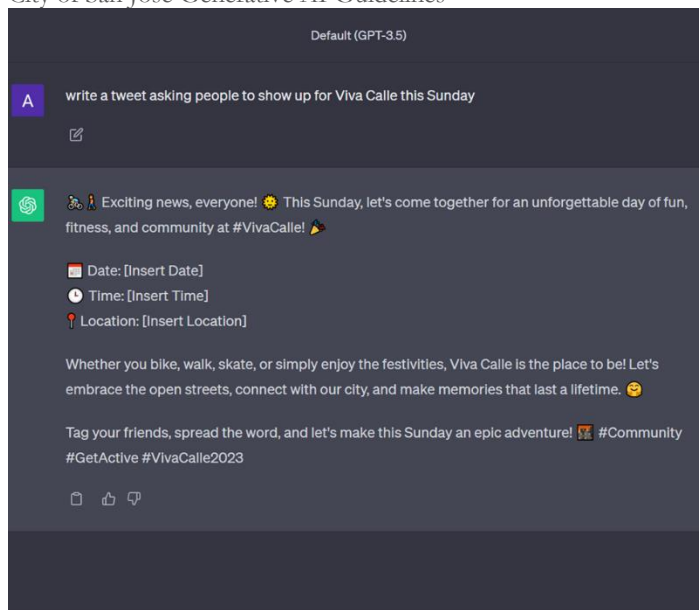 City of San José Generative AI Guidelines
Default (GPT-3.5)
A
write a tweet asking people to show up for Viva Calle this Sunday
🚴🚶 Exciting news, everyone! 🌞 This Sunday, let's come together for an unforgettable day of fun,
fitness, and community at #VivaCalle! 🎉
📅 Date: [Insert Date]
🕒 Time: [Insert Time]
📍 Location: [Insert Location]
Whether you bike, walk, skate, or simply enjoy the festivities, Viva Calle is the place to be! Let's
embrace the open streets, connect with our city, and make memories that last a lifetime. 🤗
Tag your friends, spread the word, and let's make this Sunday an epic adventure! 🌇 #Community
#GetActive #VivaCalle2023